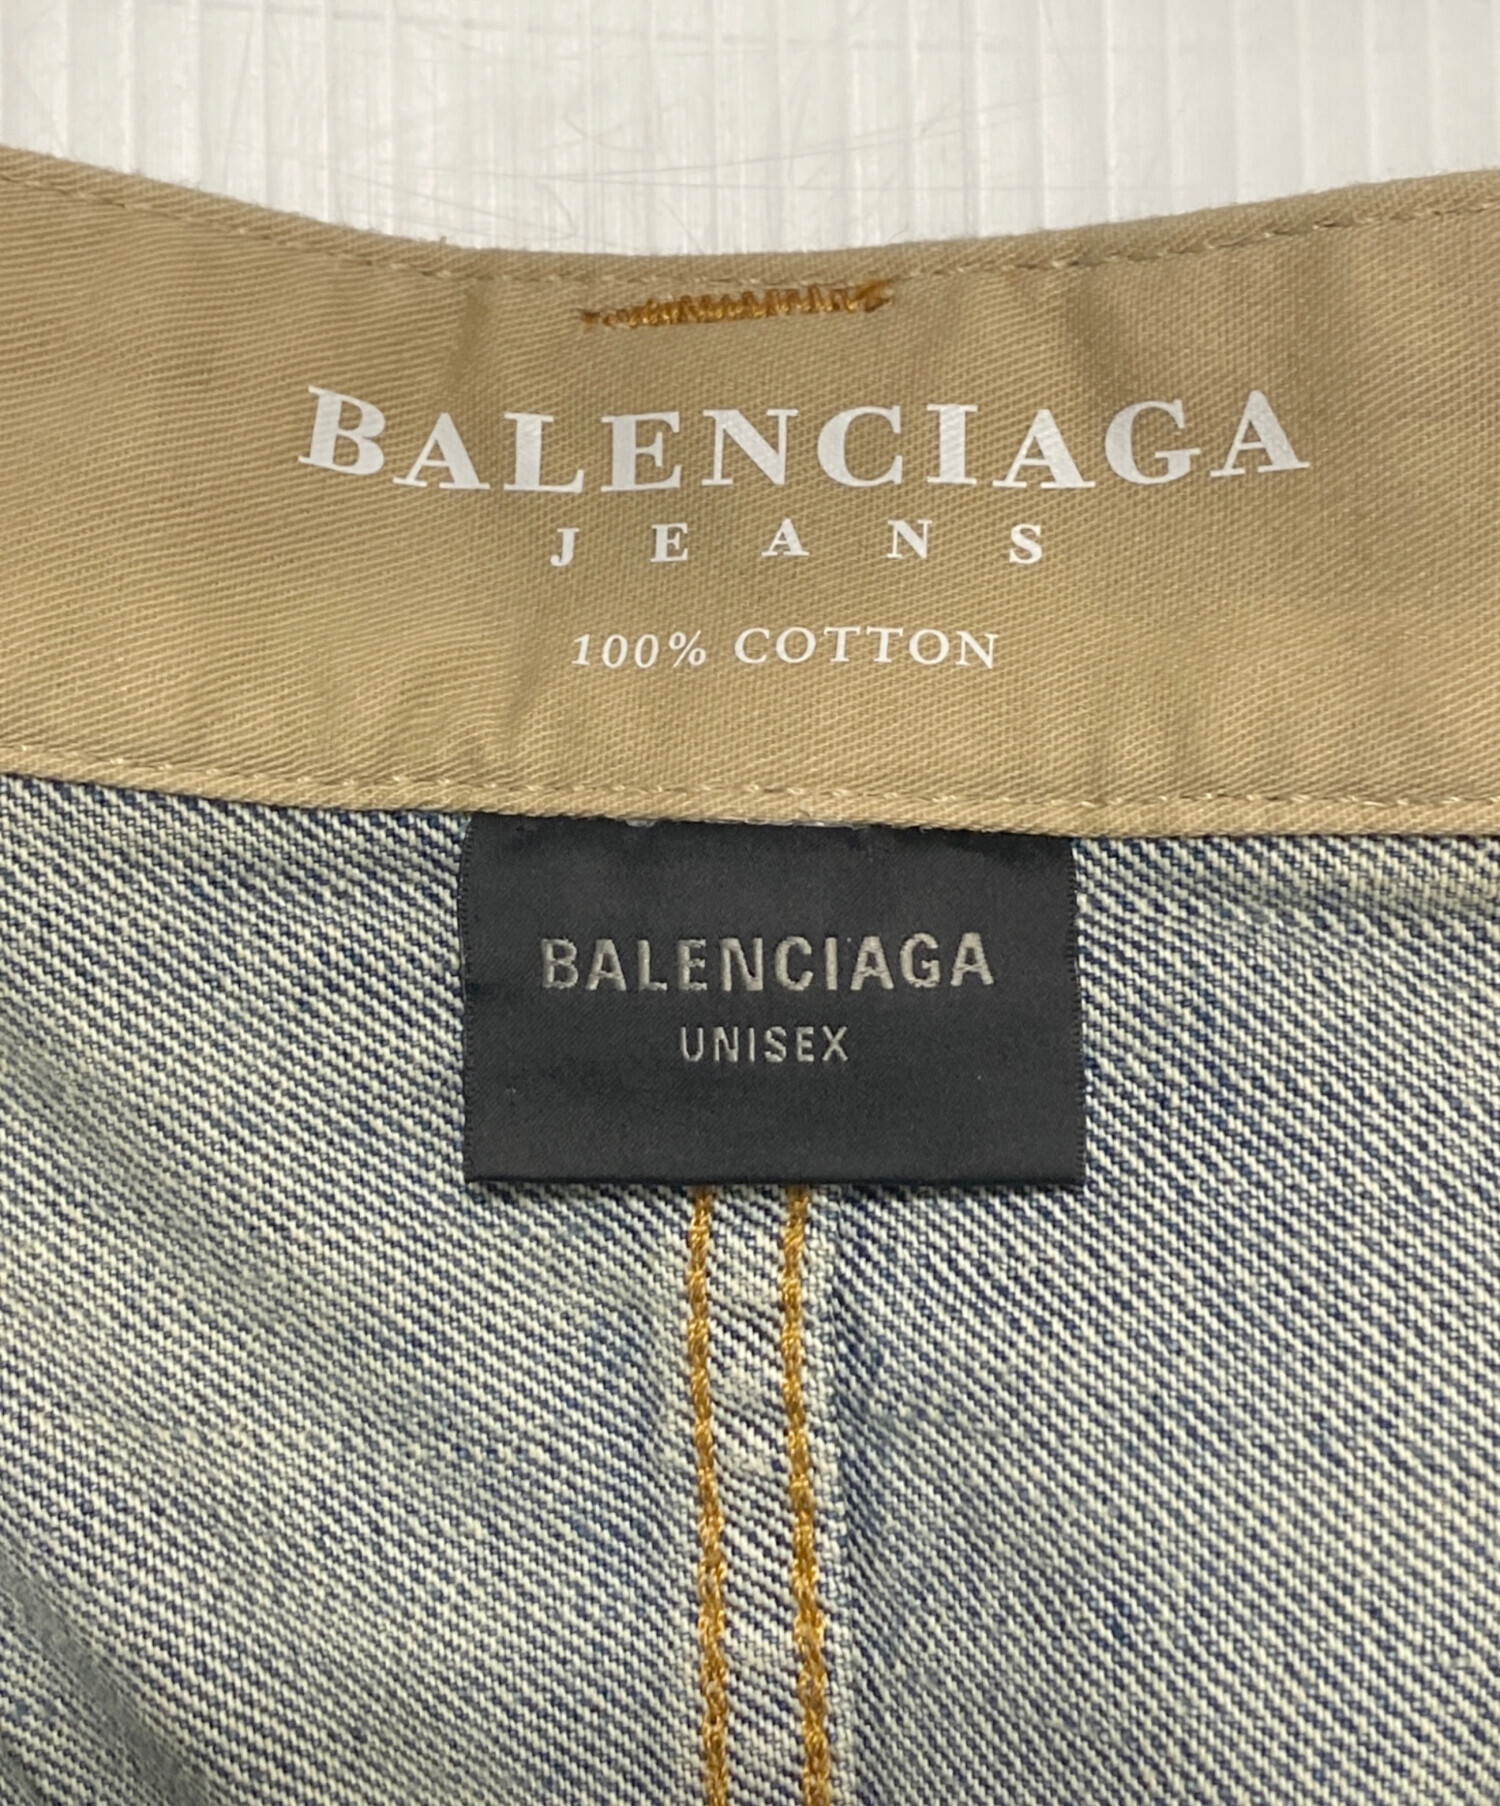 BALENCIAGA
JEANS
100% COTTON
BALENCIAGA
UNISEX